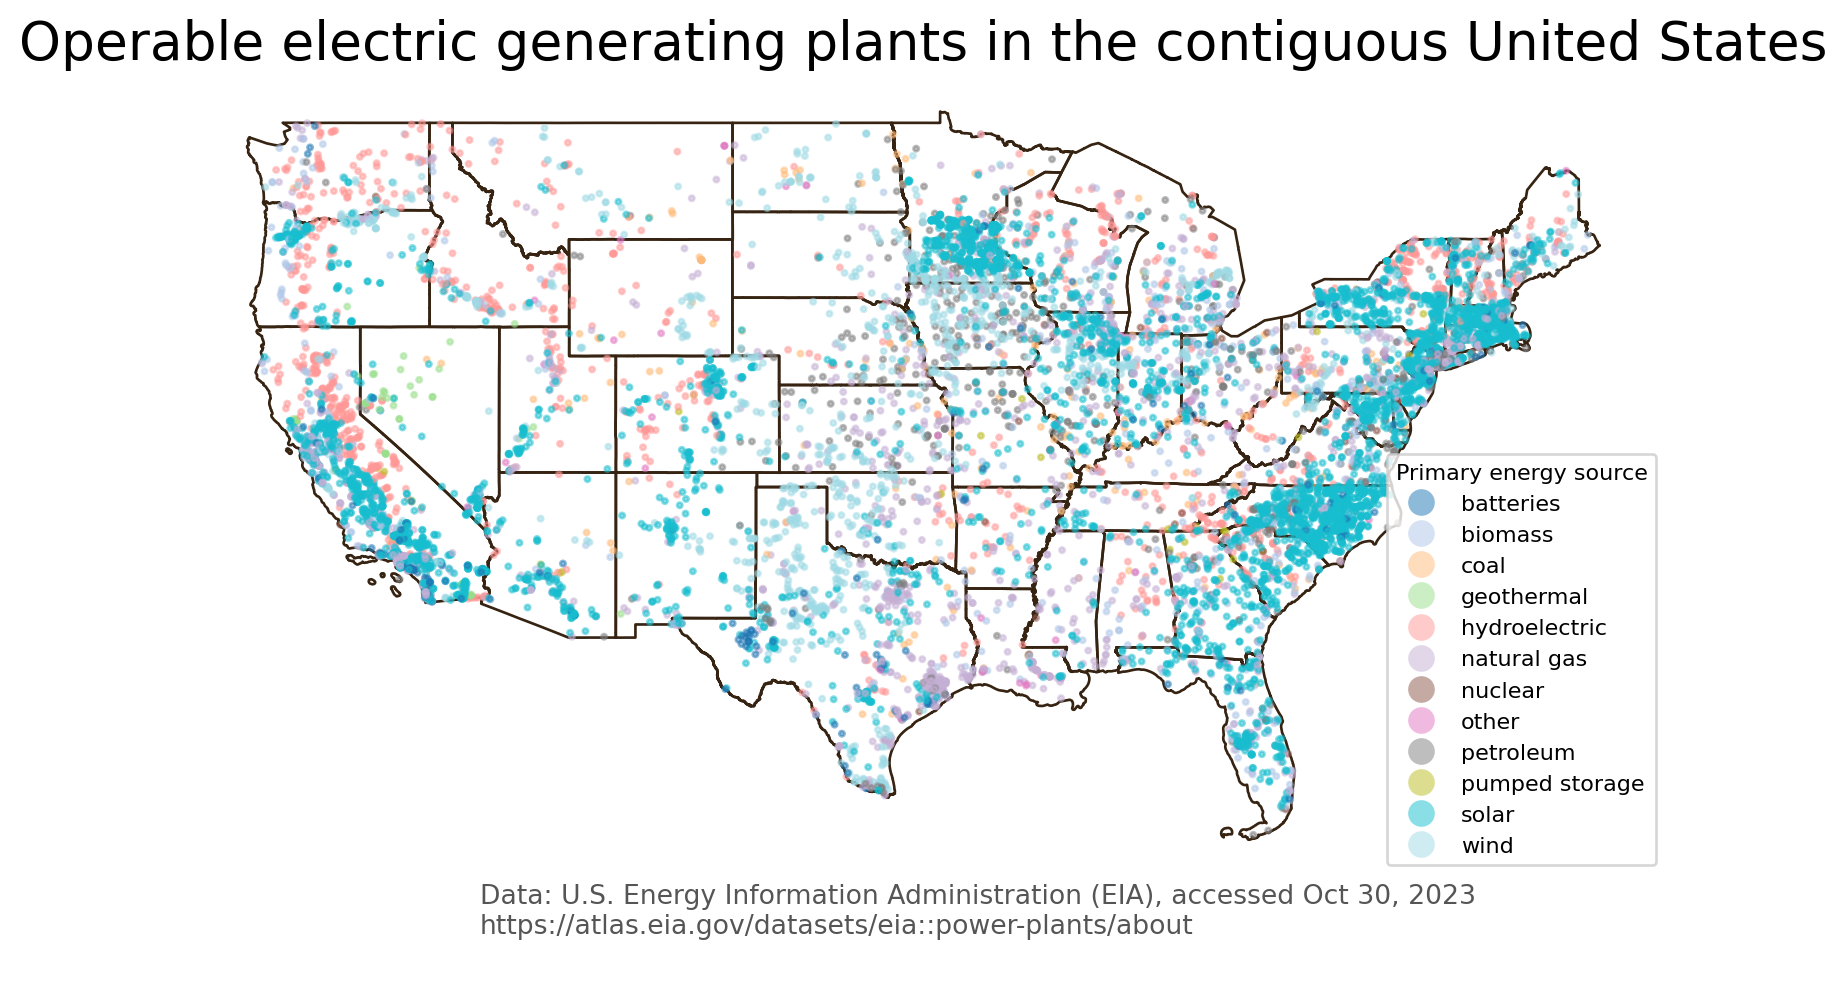 Operable electric generating plants in the contiguous United States
Primary energy source
batteries
biomass
coal
geothermal
hydroelectric
natural gas
nuclear
other
petroleum
pumped storage
solar
wind
Data: U.S. Energy Information Administration (EIA), accessed Oct 30, 2023
https://atlas.eia.gov/datasets/eia::power-plants/about